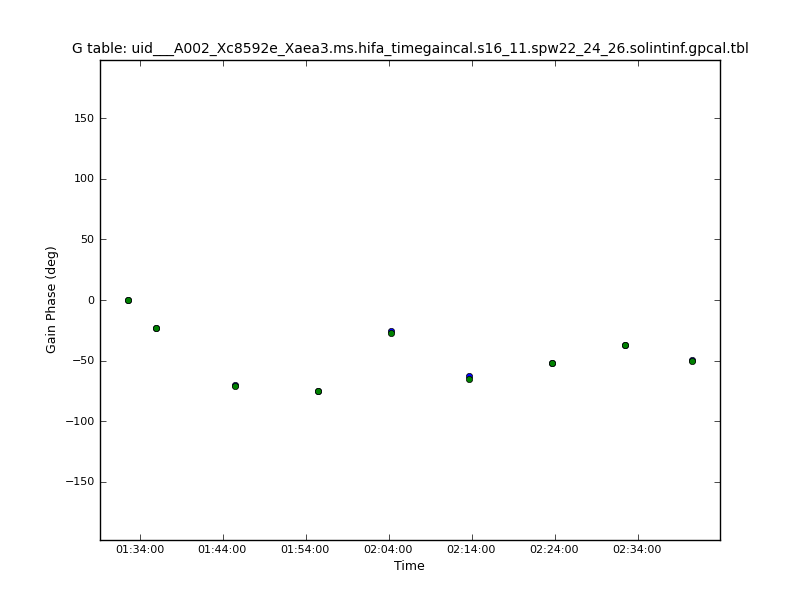 G table: uid___A002_Xc8592e_Xaea3.ms.hifa_timegaincal.s16_11.spw22_24_26.solintinf.gpcal.tbl
150
100
50
0
−50
−100
−150
Gain Phase (deg)
01:34:00 01:44:00 01:54:00 02:04:00 02:14:00 02:24:00 02:34:00
Time